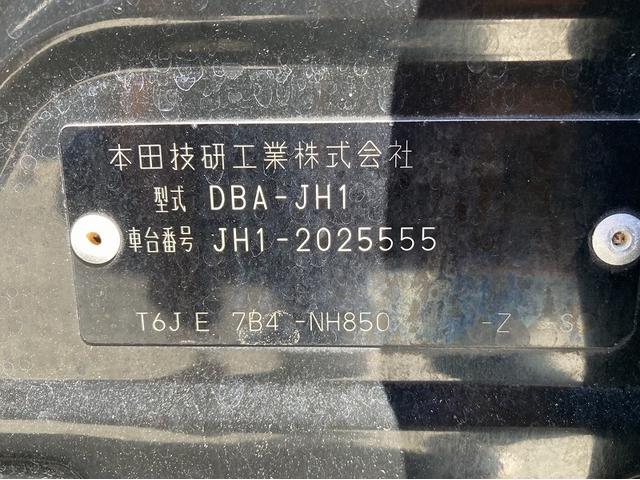 本田技研工業株式会社
型式 DBA-JH1
車台番号 JH1-2025555
T6J E 7B4 -NH850 -Z S